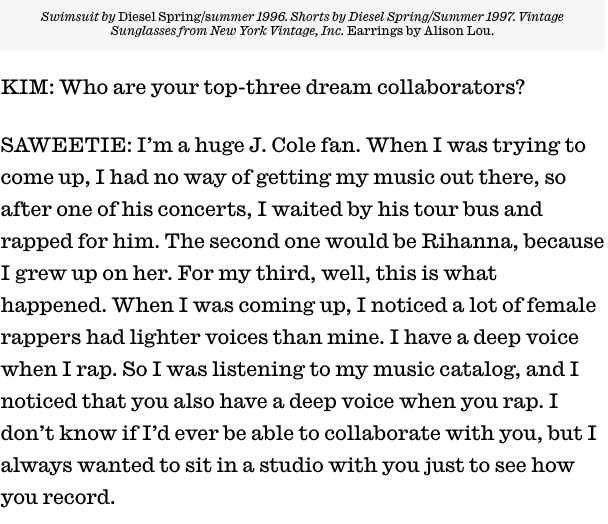 Swimsuit by Diesel Spring/summer 1996. Shorts by Diesel Spring/Summer 1997. Vintage
Sunglasses from New York Vintage, Inc. Earrings by Alison Lou.
KIM: Who are your top-three dream collaborators?
SAWEETIE: I’m a huge J. Cole fan. When I was trying to
come up, I had no way of getting my music out there, so
after one of his concerts, I waited by his tour bus and
rapped for him. The second one would be Rihanna, because
I grew up on her. For my third, well, this is what
happened. When I was coming up, I noticed a lot of female
rappers had lighter voices than mine. I have a deep voice
when I rap. So I was listening to my music catalog, and I
noticed that you also have a deep voice when you rap. I
don’t know if I’d ever be able to collaborate with you, but I
always wanted to sit in a studio with you just to see how
you record.